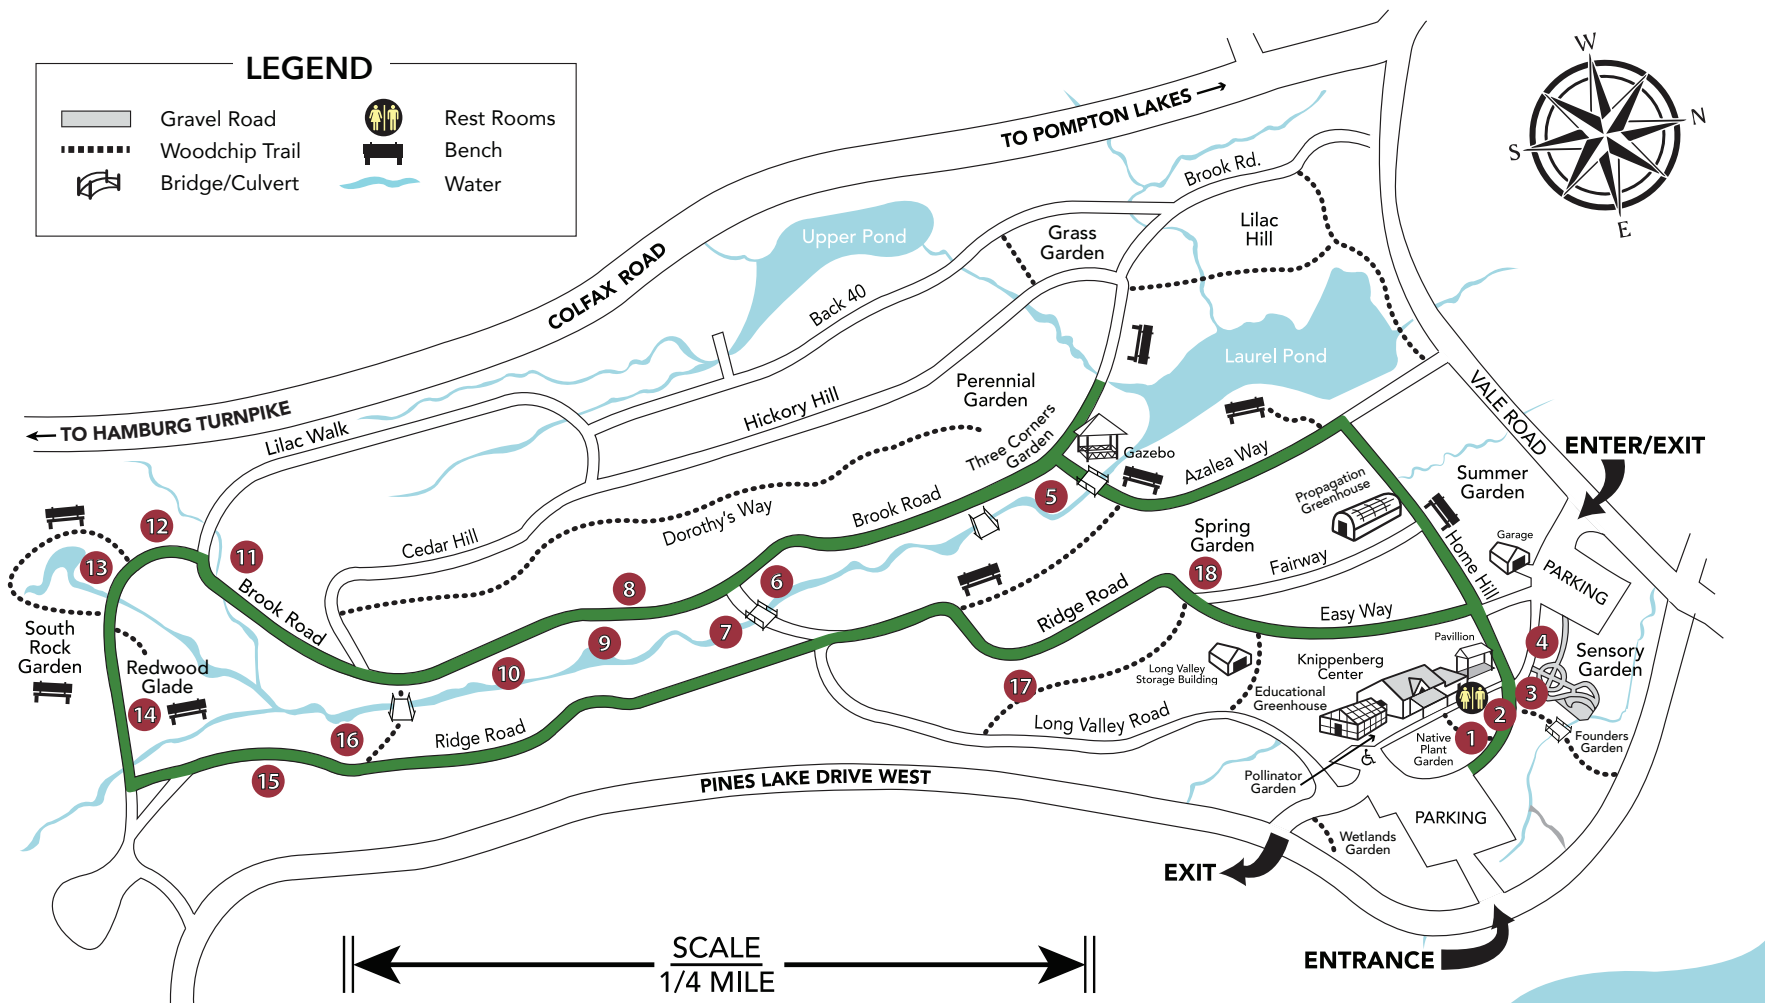 LEGEND
Gravel Road
Rest Rooms
Woodchip Trail
Bench
Bridge/Culvert
Water
W
N
S
E
TO POMPTON LAKES
Brook Rd.
COLFAX ROAD
Upper Pond
Grass
Garden
Lilac
Hill
Back 40
Laurel Pond
VALE ROAD
TO HAMBURG TURNPIKE
Lilac Walk
Hickory Hill
Perennial
Garden
Three Corners
Garden
Gazebo
Azalea Way
ENTER/EXIT
Summer
Garden
Propagation
Greenhouse
Garage
PARKING
Home Hill
Cedar Hill
Dorothy's Way
Brook Road
5
Spring
Garden
18
Fairway
Easy Way
12
11
13
Brook Road
8
6
7
9
10
Ridge Road
South
Rock
Garden
Redwood
Glade
14
16
15
Ridge Road
17
Long Valley
Storage Building
Long Valley Road
Knippenberg
Center
Pavillion
Educational
Greenhouse
4
Sensory
Garden
3
2
1
Native
Plant
Garden
Founders
Garden
Pollinator
Garden
PINES LAKE DRIVE WEST
PARKING
Wetlands
Garden
EXIT
ENTRANCE
SCALE
1/4 MILE